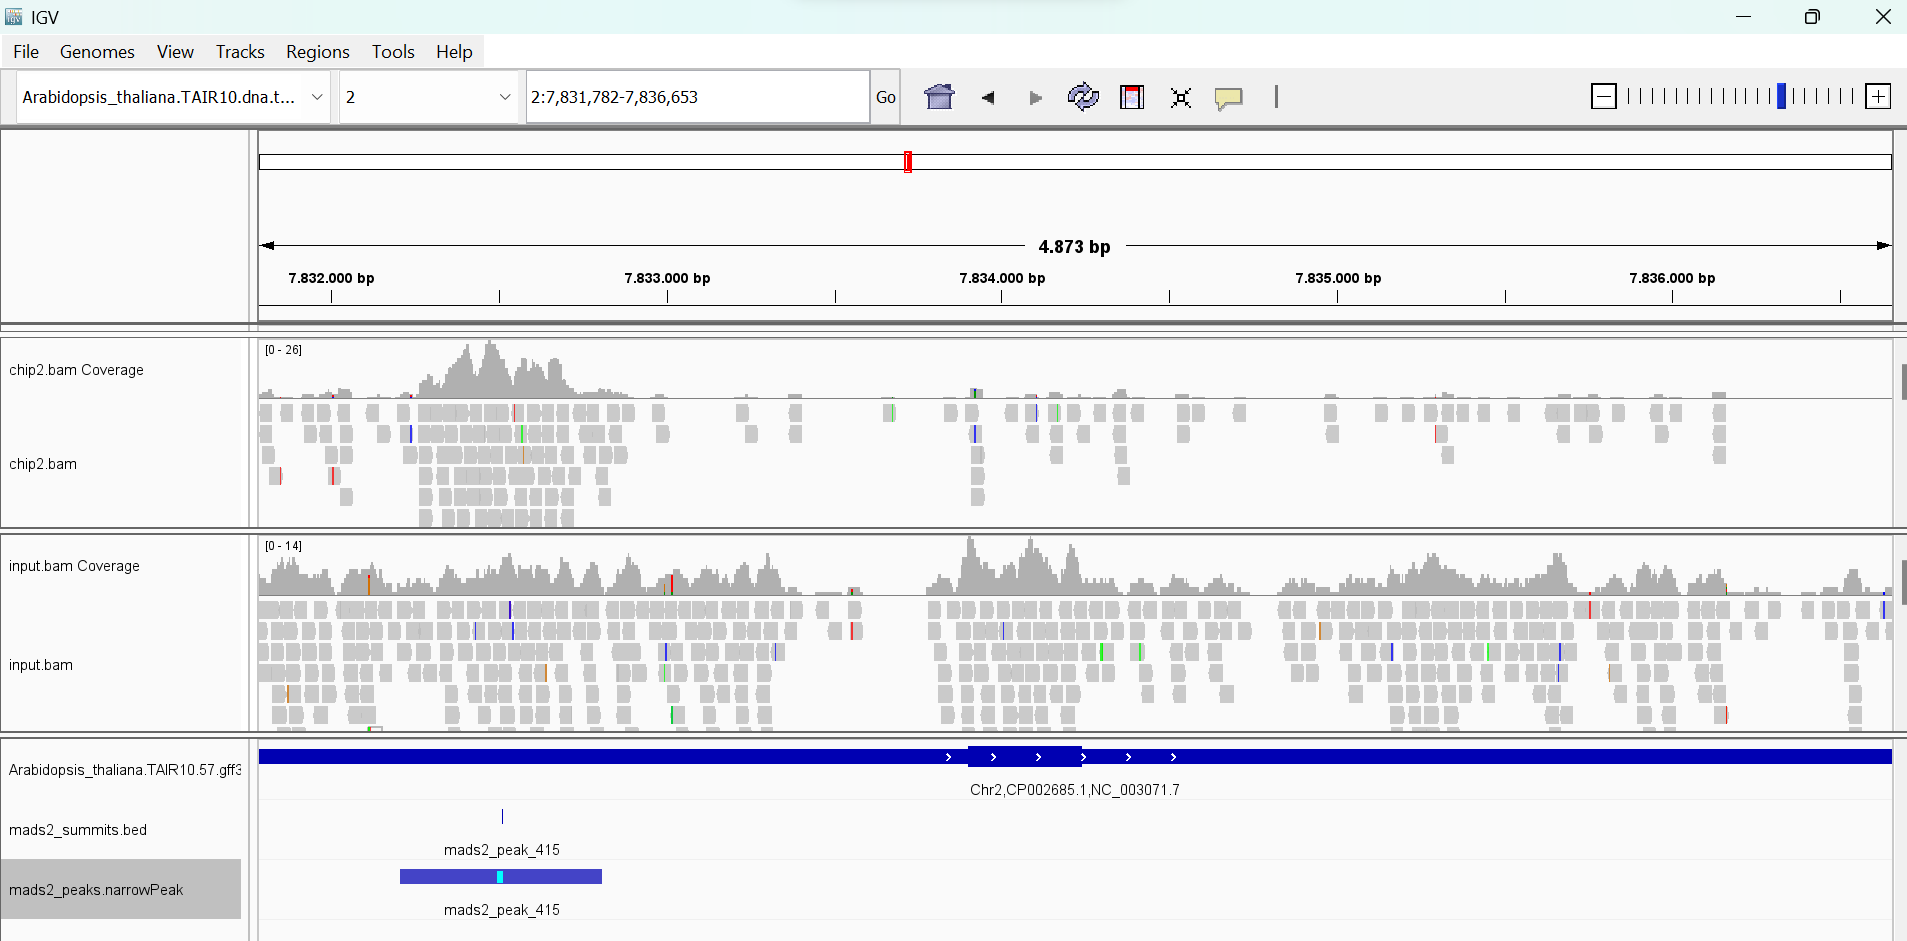 IGV
File Genomes View Tracks Regions Tools Help
Arabidopsis_thaliana.TAIR10.dna.t... 2 2:7,831,782-7,836,653 Go
4.873 bp
7.832.000 bp 7.833.000 bp 7.834.000 bp 7.835.000 bp 7.836.000 bp
[0 - 26]
chip2.bam Coverage
chip2.bam
[0 - 14]
input.bam Coverage
input.bam
Arabidopsis_thaliana.TAIR10.57.gff3
Chr2,CP002685.1,NC_003071.7
mads2_summits.bed
mads2_peak_415
mads2_peaks.narrowPeak
mads2_peak_415